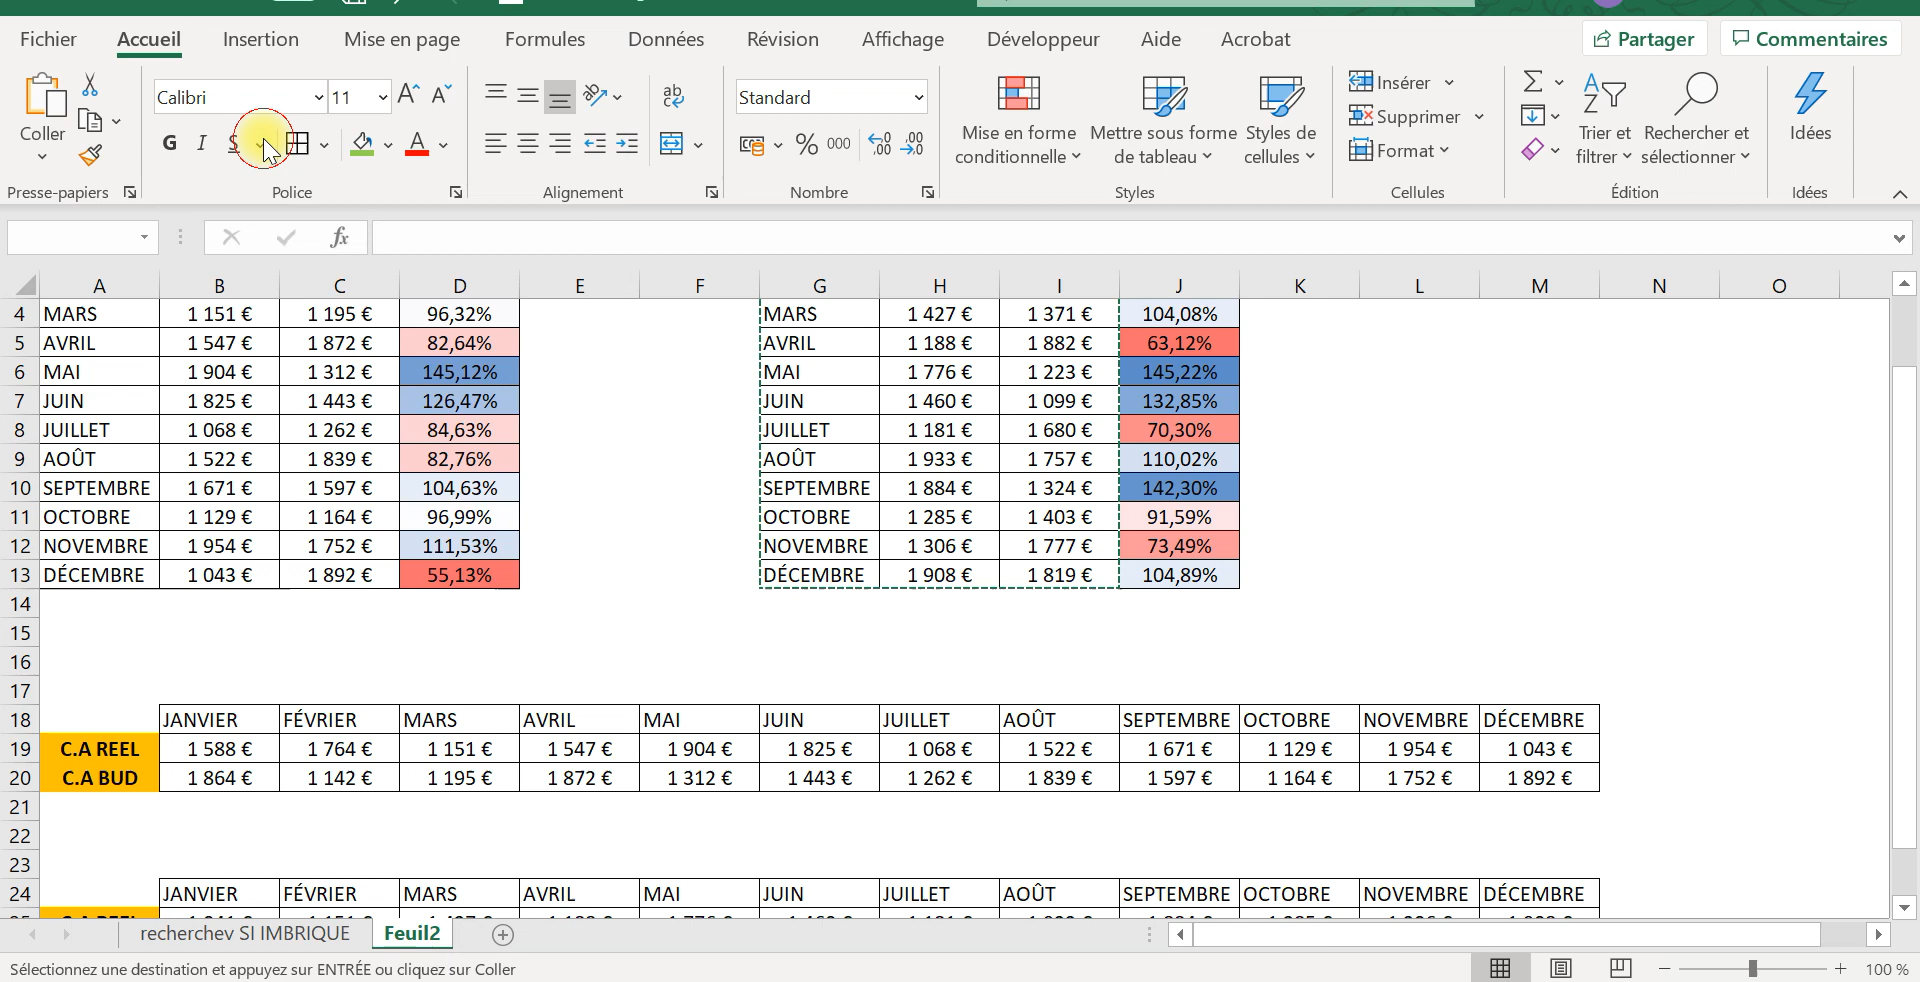 Fichier Accueil Insertion Mise en page Formules Données Révision Affichage Développeur Aide Acrobat Partager Commentaires
Calibri 11 Standard Insérer
Coller G I S 000 Mise en forme conditionnelle Mettre sous forme de tableau Styles de cellules Supprimer Format Trier et filtrer Rechercher et sélectionner Idées
Presse-papiers Police Alignement Nombre Styles Cellules Édition Idées
fx
A B C D E F G H I J K L M N O
4 MARS 1 151 € 1 195 € 96,32% MARS 1 427 € 1 371 € 104,08%
5 AVRIL 1 547 € 1 872 € 82,64% AVRIL 1 188 € 1 882 € 63,12%
6 MAI 1 904 € 1 312 € 145,12% MAI 1 776 € 1 223 € 145,22%
7 JUIN 1 825 € 1 443 € 126,47% JUIN 1 460 € 1 099 € 132,85%
8 JUILLET 1 068 € 1 262 € 84,63% JUILLET 1 181 € 1 680 € 70,30%
9 AOÛT 1 522 € 1 839 € 82,76% AOÛT 1 933 € 1 757 € 110,02%
10 SEPTEMBRE 1 671 € 1 597 € 104,63% SEPTEMBRE 1 884 € 1 324 € 142,30%
11 OCTOBRE 1 129 € 1 164 € 96,99% OCTOBRE 1 285 € 1 403 € 91,59%
12 NOVEMBRE 1 954 € 1 752 € 111,53% NOVEMBRE 1 306 € 1 777 € 73,49%
13 DÉCEMBRE 1 043 € 1 892 € 55,13% DÉCEMBRE 1 908 € 1 819 € 104,89%
14
15
16
17
18 JANVIER FÉVRIER MARS AVRIL MAI JUIN JUILLET AOÛT SEPTEMBRE OCTOBRE NOVEMBRE DÉCEMBRE
19 C.A REEL 1 588 € 1 764 € 1 151 € 1 547 € 1 904 € 1 825 € 1 068 € 1 522 € 1 671 € 1 129 € 1 954 € 1 043 €
20 C.A BUD 1 864 € 1 142 € 1 195 € 1 872 € 1 312 € 1 443 € 1 262 € 1 839 € 1 597 € 1 164 € 1 752 € 1 892 €
21
22
23
24 JANVIER FÉVRIER MARS AVRIL MAI JUIN JUILLET AOÛT SEPTEMBRE OCTOBRE NOVEMBRE DÉCEMBRE
recherchev SI IMBRIQUE Feuil2
Sélectionnez une destination et appuyez sur ENTRÉE ou cliquez sur Coller 100 %